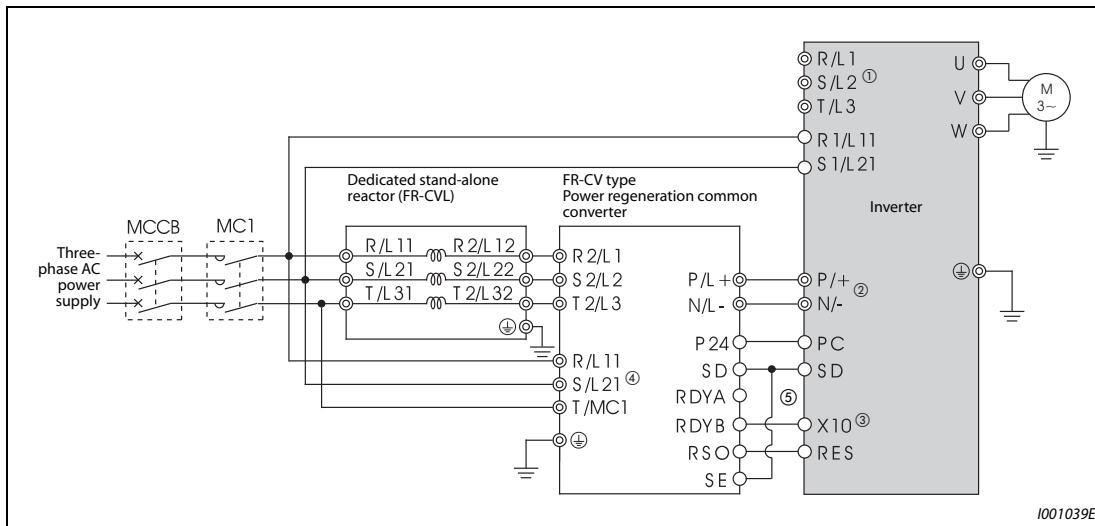 R/L1
S/L2 ①
T/L3
R1/L11
S1/L21
U
V
W
M
3~
Inverter
Dedicated stand-alone
reactor (FR-CVL)
FR-CV type
Power regeneration common
converter
MCCB
MC1
Three-
phase AC
power
supply
R/L11
R2/L12
S/L21
S2/L22
T/L31
T2/L32
R2/L1
S2/L2
T2/L3
R/L11
S/L21 ④
T/MC1
P/L+
N/L-
P24
SD
RDYA
RDYB
RSO
SE
P/+
②
N/-
PC
SD
⑤
X10 ③
RES
I001039E